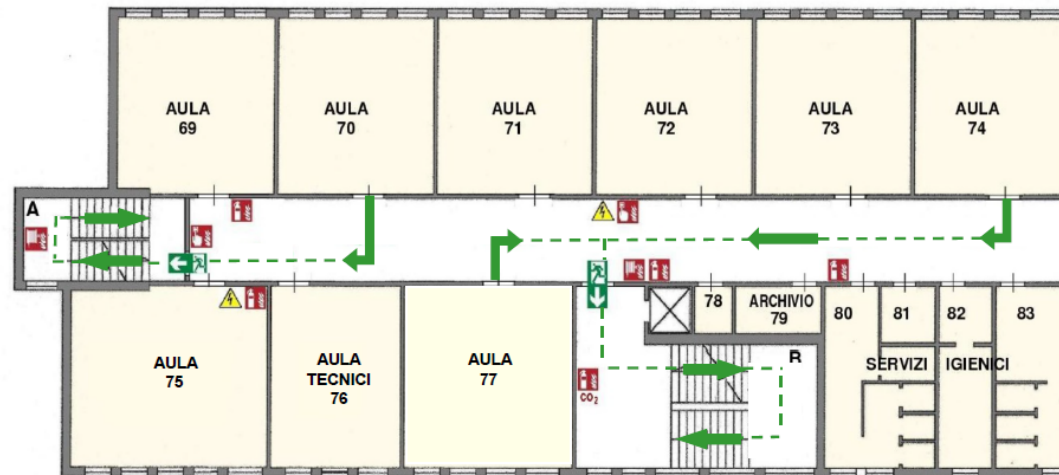 AULA
69
AULA
70
AULA
71
AULA
72
AULA
73
AULA
74
A
AULA
75
AULA
TECNICI
76
AULA
77
78
ARCHIVIO
79
80
81
82
83
SERVIZI IGIENICI
B
CO2